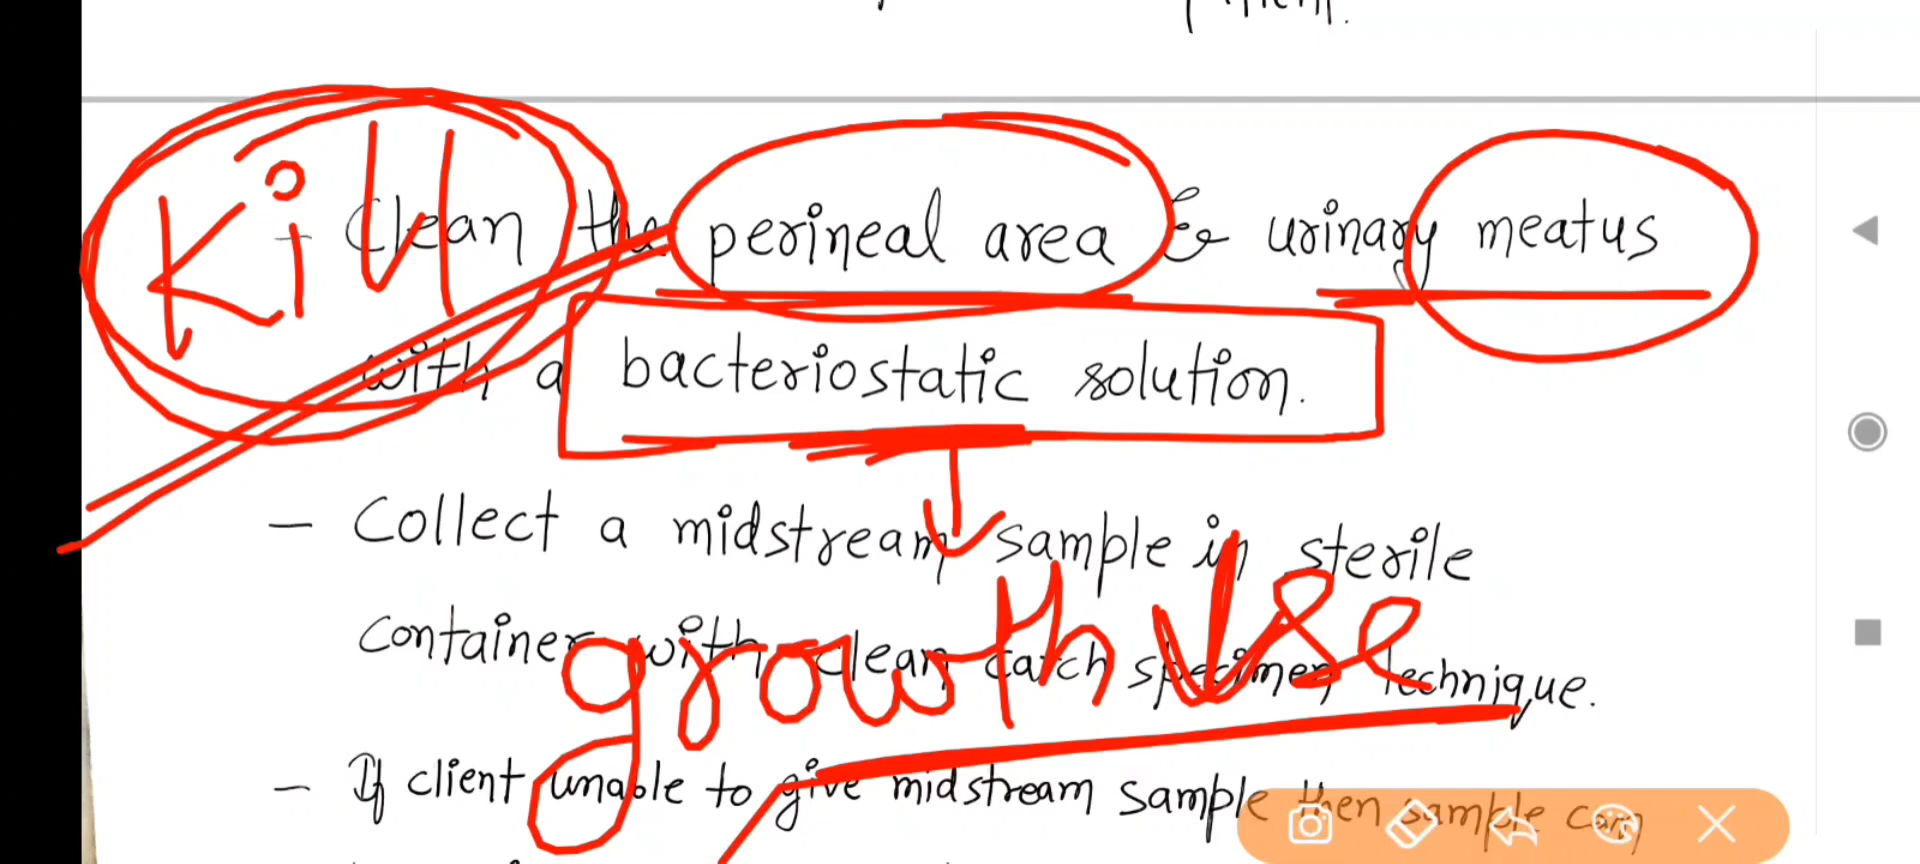 Kill
- Clean the perineal area & urinary meatus
with a bacteriostatic solution.
- Collect a midstream sample in sterile
container with clean catch specimen technique.
growth
- If client unable to give midstream sample then sample can